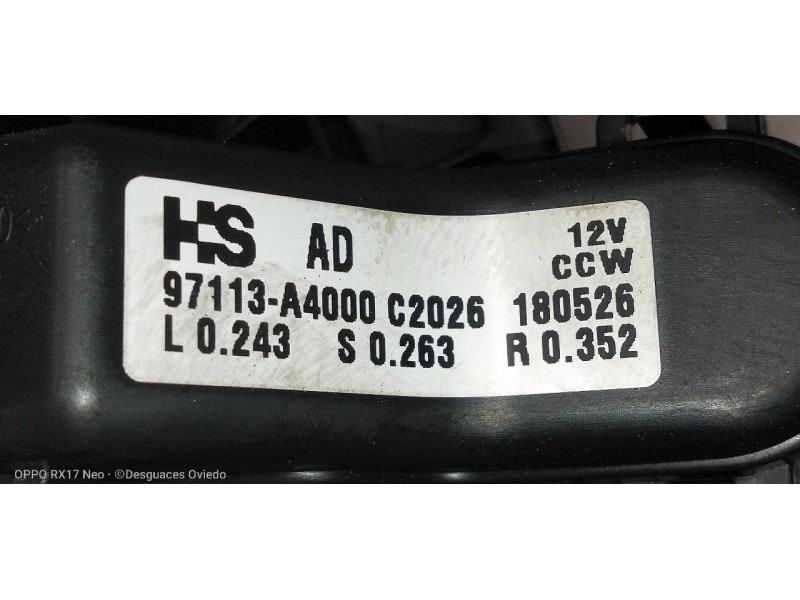 HS AD 12V
CCW
97113-A4000 C2026 180526
L 0.243 S 0.263 R 0.352
OPPO RX17 Neo · ©Desguaces Oviedo